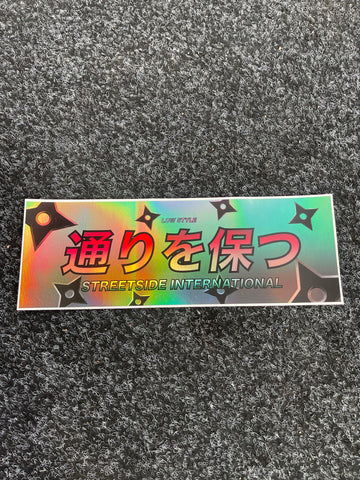 LOW STYLE
通りを保つ
STREETSIDE INTERNATIONAL